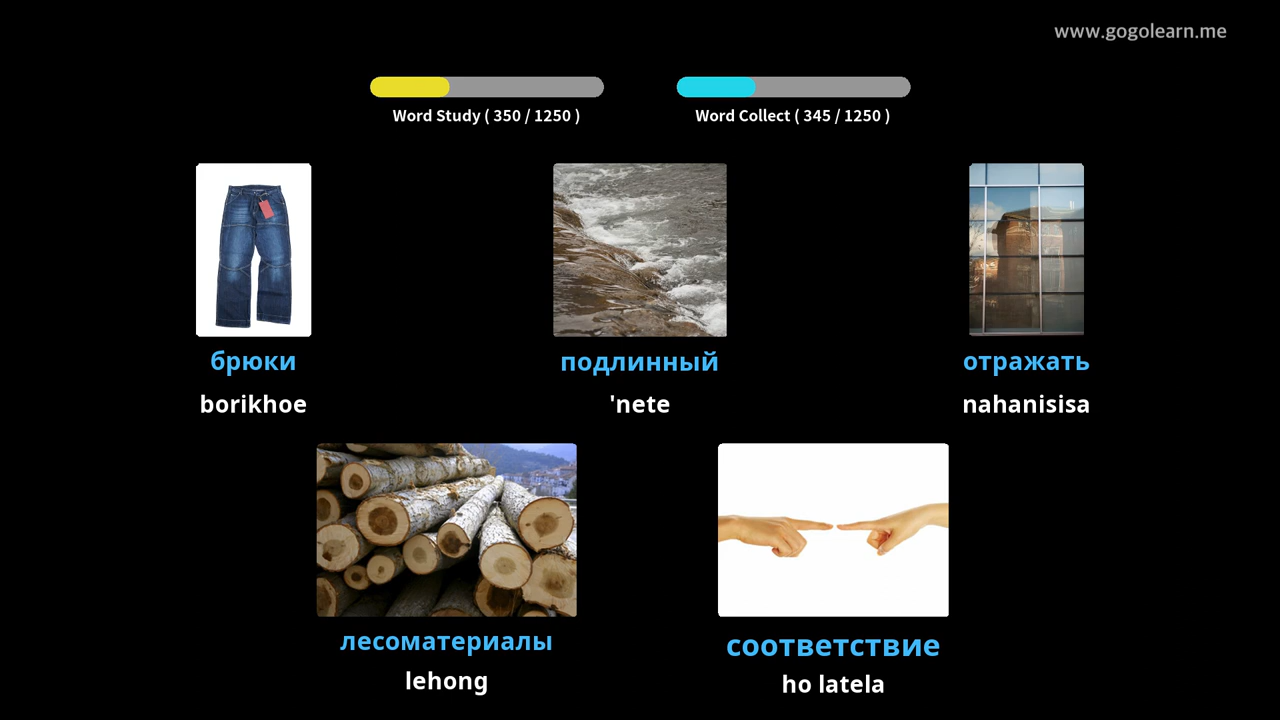 www.gogolearn.me
Word Study ( 350 / 1250 )
Word Collect ( 345 / 1250 )
брюки
borikhoe
подлинный
'nete
отражать
nahanisisa
лесоматериалы
lehong
соответствие
ho latela